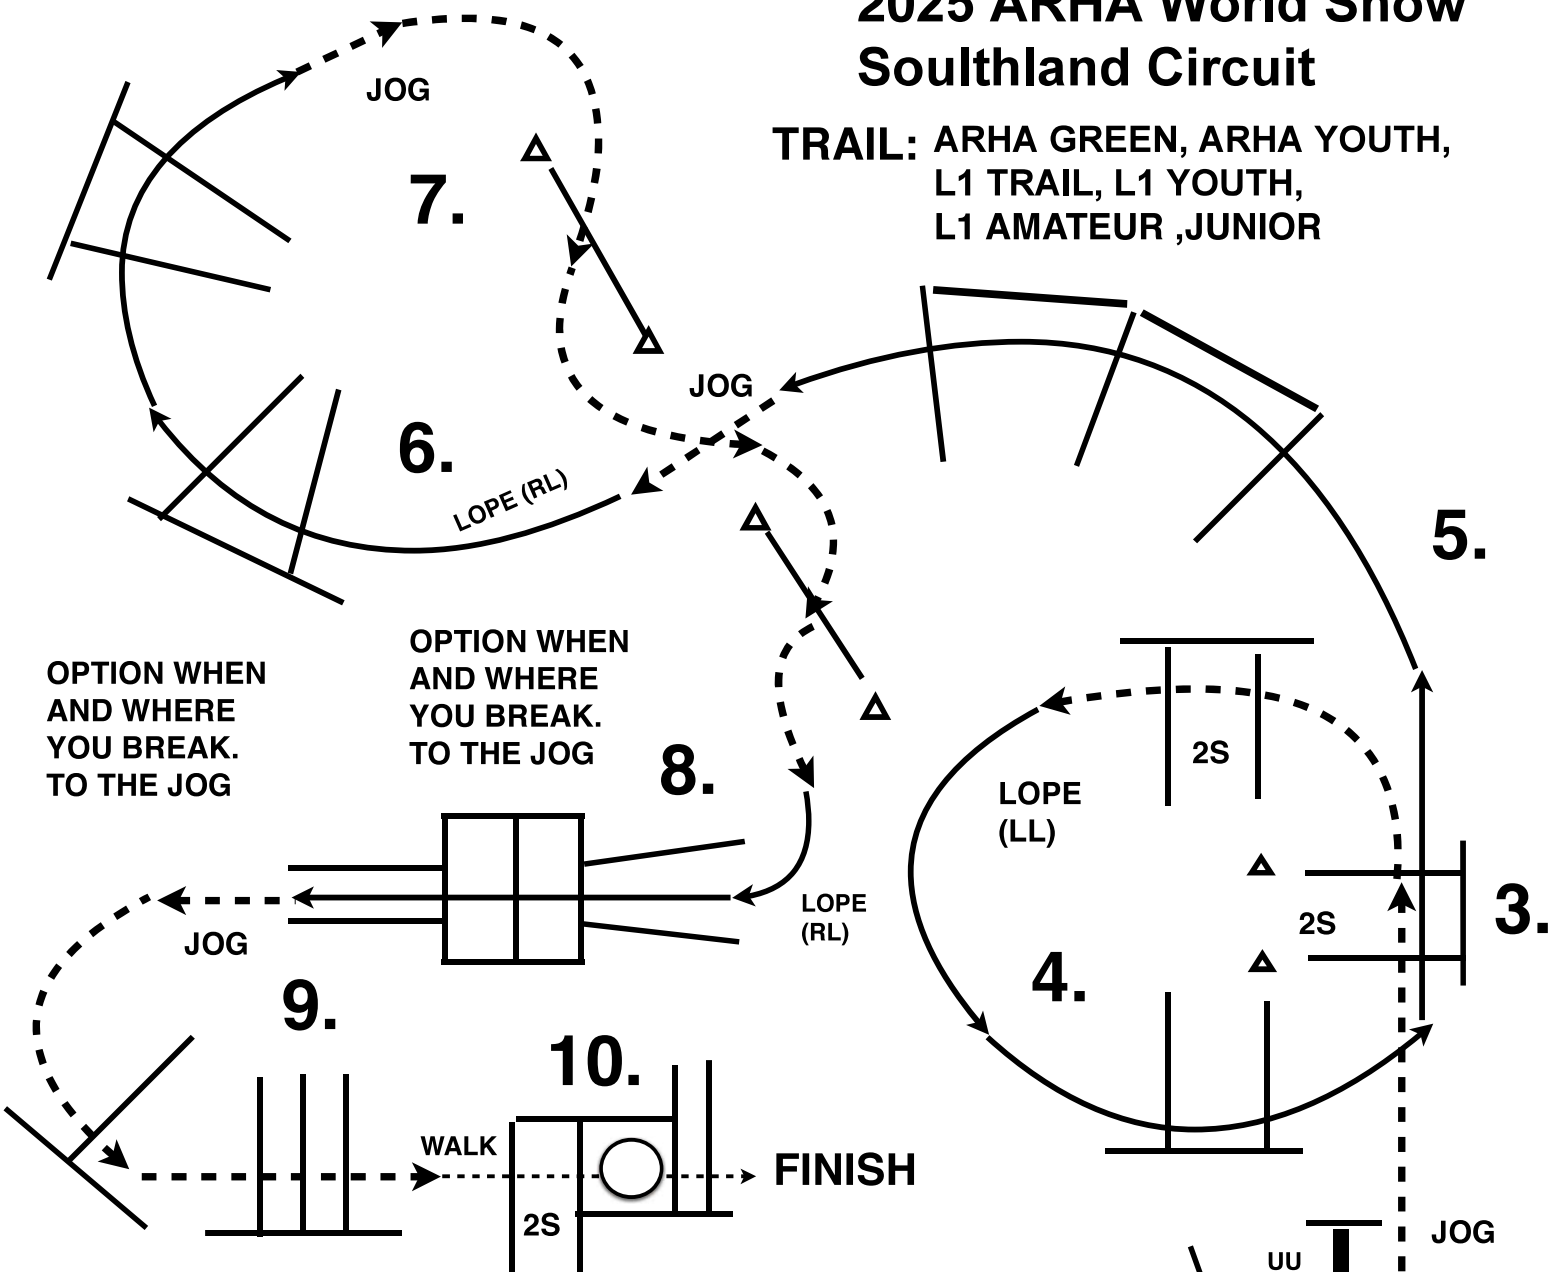 2025 ARHA World Show
Soulthland Circuit
TRAIL: ARHA GREEN, ARHA YOUTH,
L1 TRAIL, L1 YOUTH,
L1 AMATEUR ,JUNIOR
JOG
7.
JOG
6.
LOPE (RL)
5.
OPTION WHEN
AND WHERE
YOU BREAK.
TO THE JOG
OPTION WHEN
AND WHERE
YOU BREAK.
TO THE JOG
8.
2S
LOPE
(LL)
LOPE
(RL)
2S
3.
JOG
4.
9.
10.
WALK
FINISH
2S
JOG
UU